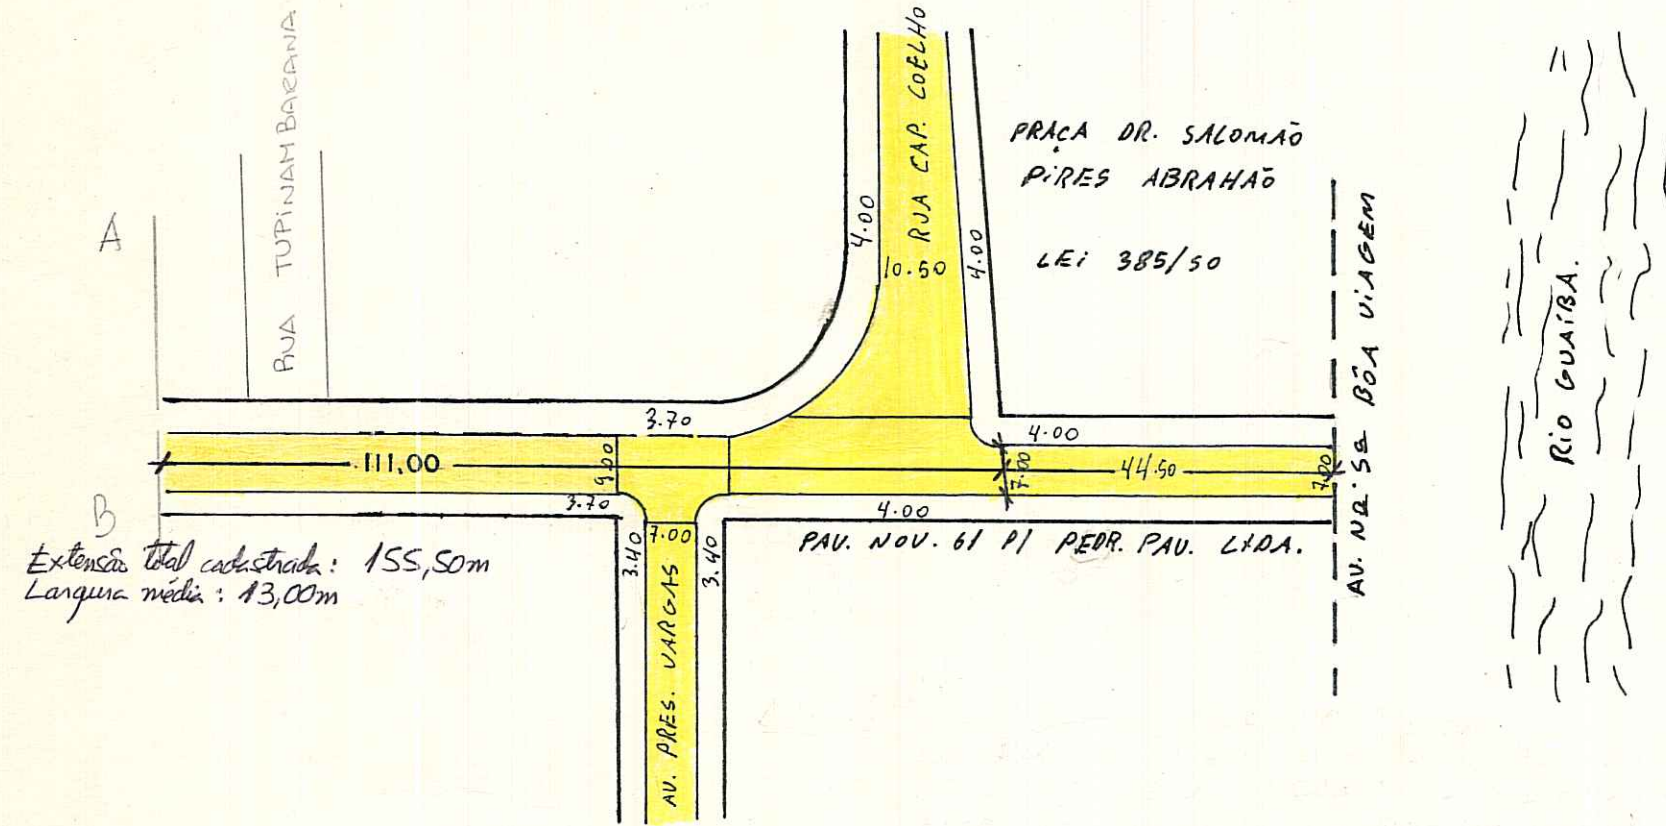 RUA TUPINAMBARANA
A
RUA CAP. COELHO
4.00
10.50
4.00
PRAÇA DR. SALOMÃO
PIRES ABRAHÃO
LEI 385/50
AV. Nª. Sª BÔA VIAGEM
RIO GUAÍBA.
3.70
4.00
111,00
9.00
7.00
44.50
7.00
3.70
4.00
B
Extensão total cadastrada: 155,50m
Largura média: 13,00m
3.40
7.00
3.40
PAV. NOV. 61 P/ PEDR. PAV. LTDA.
AV. PRES. VARGAS